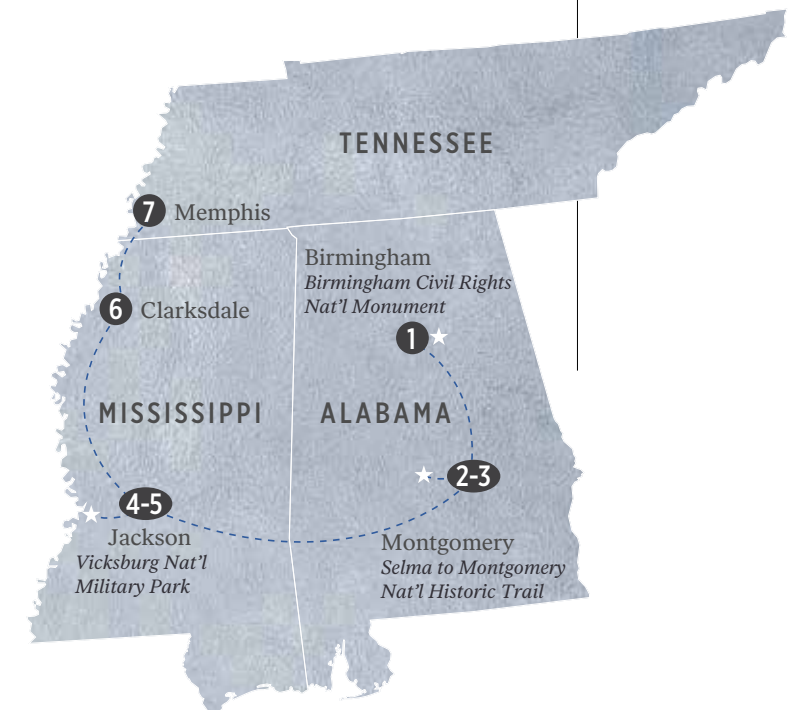 TENNESSEE
7 Memphis
Birmingham
Birmingham Civil Rights
Nat’l Monument
6 Clarksdale
1
MISSISSIPPI
ALABAMA
2-3
4-5
Jackson
Vicksburg Nat’l
Military Park
Montgomery
Selma to Montgomery
Nat’l Historic Trail